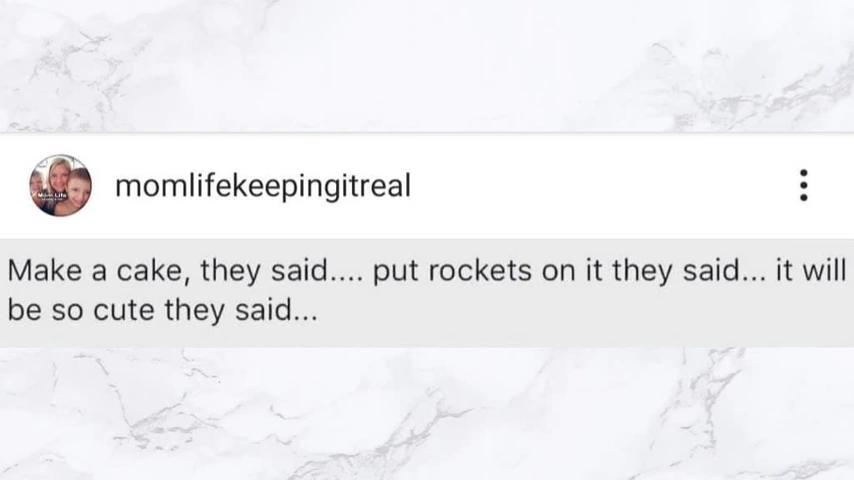 momlifekeepingitreal
Make a cake, they said.... put rockets on it they said... it will
be so cute they said...